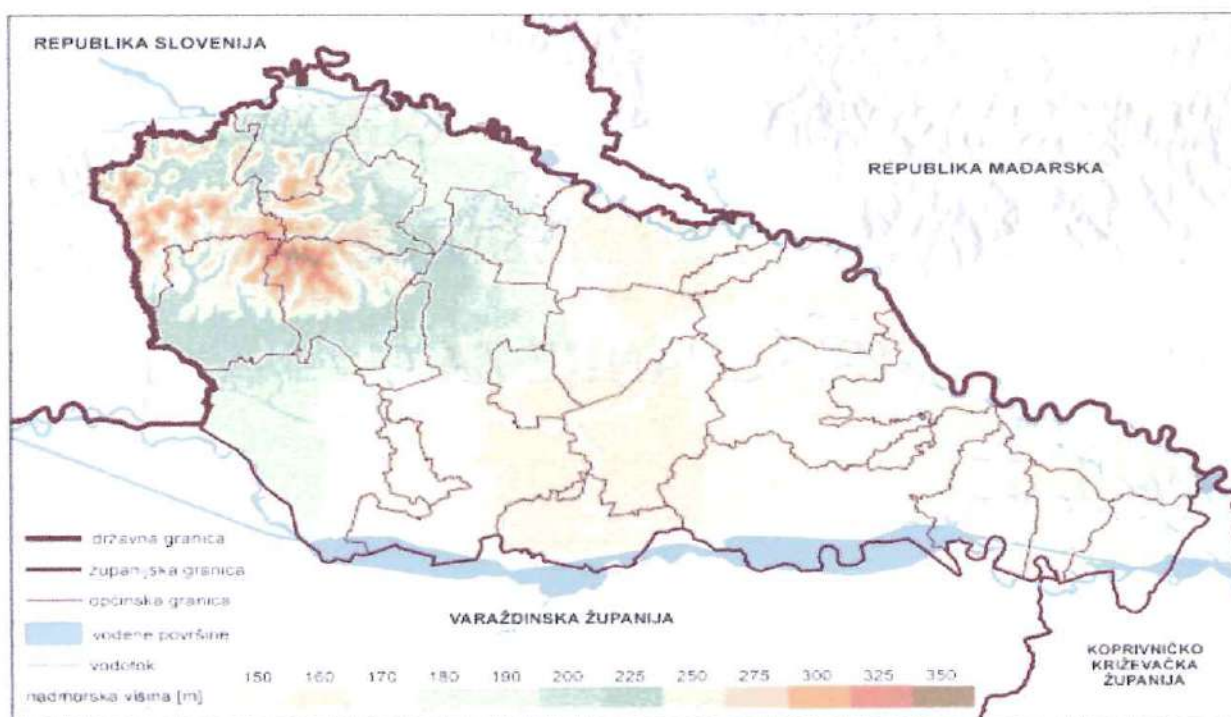 REPUBLIKA SLOVENIJA
REPUBLIKA MAĐARSKA
državna granica
županijska granica
općinska granica
vodene površine
vodotok
VARAŽDINSKA ŽUPANIJA
KOPRIVNIČKO
KRIŽEVAČKA
ŽUPANIJA
150 160 170 180 190 200 225 250 275 300 325 350
nadmorska višina [m]